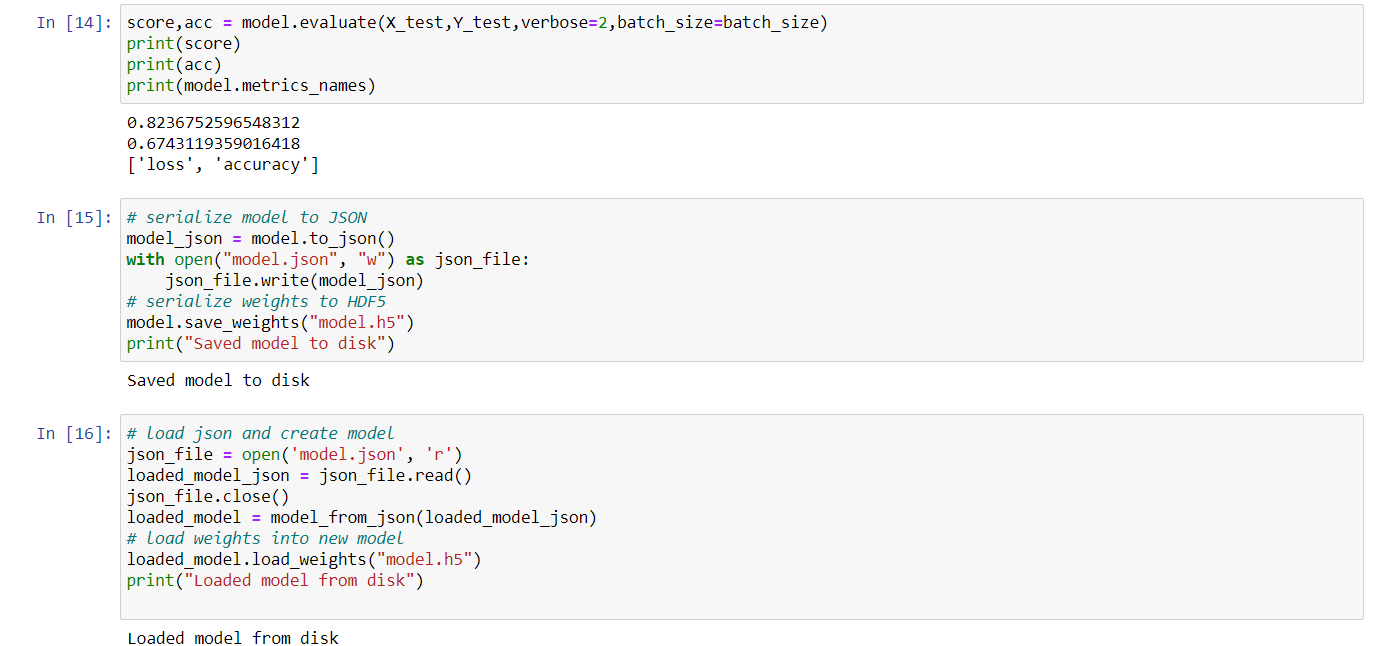 In [14]: score,acc = model.evaluate(X_test,Y_test,verbose=2,batch_size=batch_size)
print(score)
print(acc)
print(model.metrics_names)
0.8236752596548312
0.6743119359016418
['loss', 'accuracy']
In [15]: # serialize model to JSON
model_json = model.to_json()
with open("model.json", "w") as json_file:
    json_file.write(model_json)
# serialize weights to HDF5
model.save_weights("model.h5")
print("Saved model to disk")
Saved model to disk
In [16]: # load json and create model
json_file = open('model.json', 'r')
loaded_model_json = json_file.read()
json_file.close()
loaded_model = model_from_json(loaded_model_json)
# load weights into new model
loaded_model.load_weights("model.h5")
print("Loaded model from disk")
Loaded model from disk